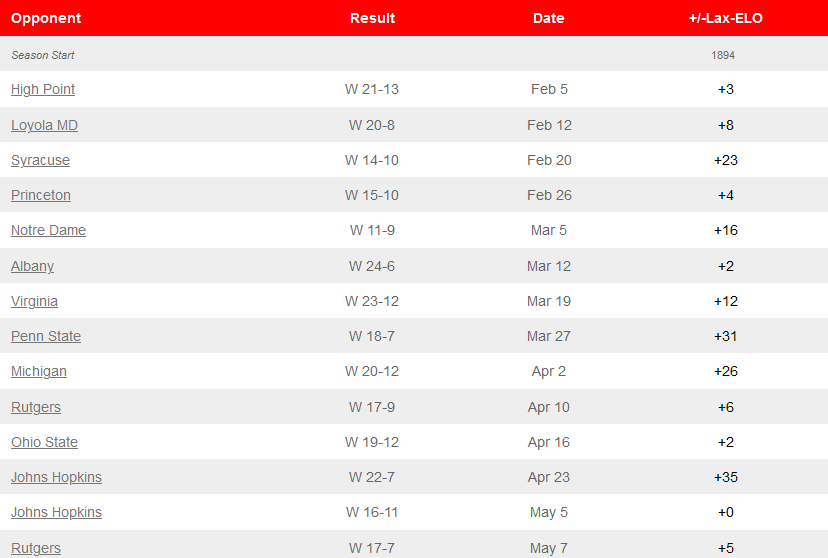 Opponent Result Date +/-Lax-ELO
Season Start 1894
High Point W 21-13 Feb 5 +3
Loyola MD W 20-8 Feb 12 +8
Syracuse W 14-10 Feb 20 +23
Princeton W 15-10 Feb 26 +4
Notre Dame W 11-9 Mar 5 +16
Albany W 24-6 Mar 12 +2
Virginia W 23-12 Mar 19 +12
Penn State W 18-7 Mar 27 +31
Michigan W 20-12 Apr 2 +26
Rutgers W 17-9 Apr 10 +6
Ohio State W 19-12 Apr 16 +2
Johns Hopkins W 22-7 Apr 23 +35
Johns Hopkins W 16-11 May 5 +0
Rutgers W 17-7 May 7 +5